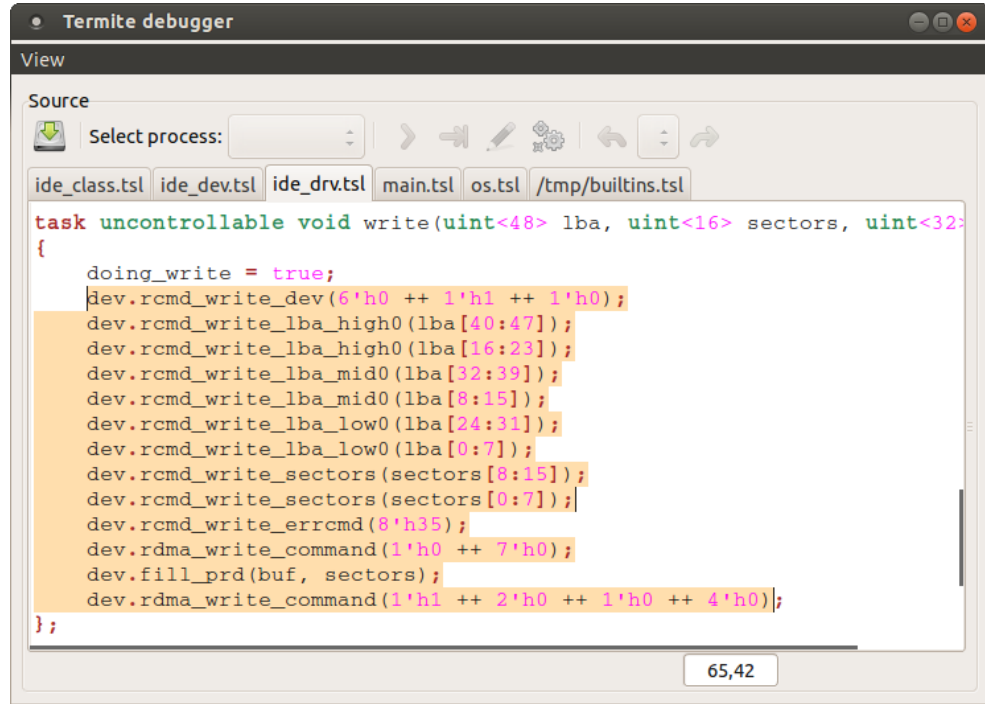 Termite debugger
View
Source
Select process:
ide_class.tsl ide_dev.tsl ide_drv.tsl main.tsl os.tsl /tmp/builtins.tsl
task uncontrollable void write(uint<48> lba, uint<16> sectors, uint<32>
{
doing_write = true;
dev.rcmd_write_dev(6'h0 ++ 1'h1 ++ 1'h0);
dev.rcmd_write_lba_high0(lba[40:47]);
dev.rcmd_write_lba_high0(lba[16:23]);
dev.rcmd_write_lba_mid0(lba[32:39]);
dev.rcmd_write_lba_mid0(lba[8:15]);
dev.rcmd_write_lba_low0(lba[24:31]);
dev.rcmd_write_lba_low0(lba[0:7]);
dev.rcmd_write_sectors(sectors[8:15]);
dev.rcmd_write_sectors(sectors[0:7]);
dev.rcmd_write_errcmd(8'h35);
dev.rdma_write_command(1'h0 ++ 7'h0);
dev.fill_prd(buf, sectors);
dev.rdma_write_command(1'h1 ++ 2'h0 ++ 1'h0 ++ 4'h0);
};
65,42